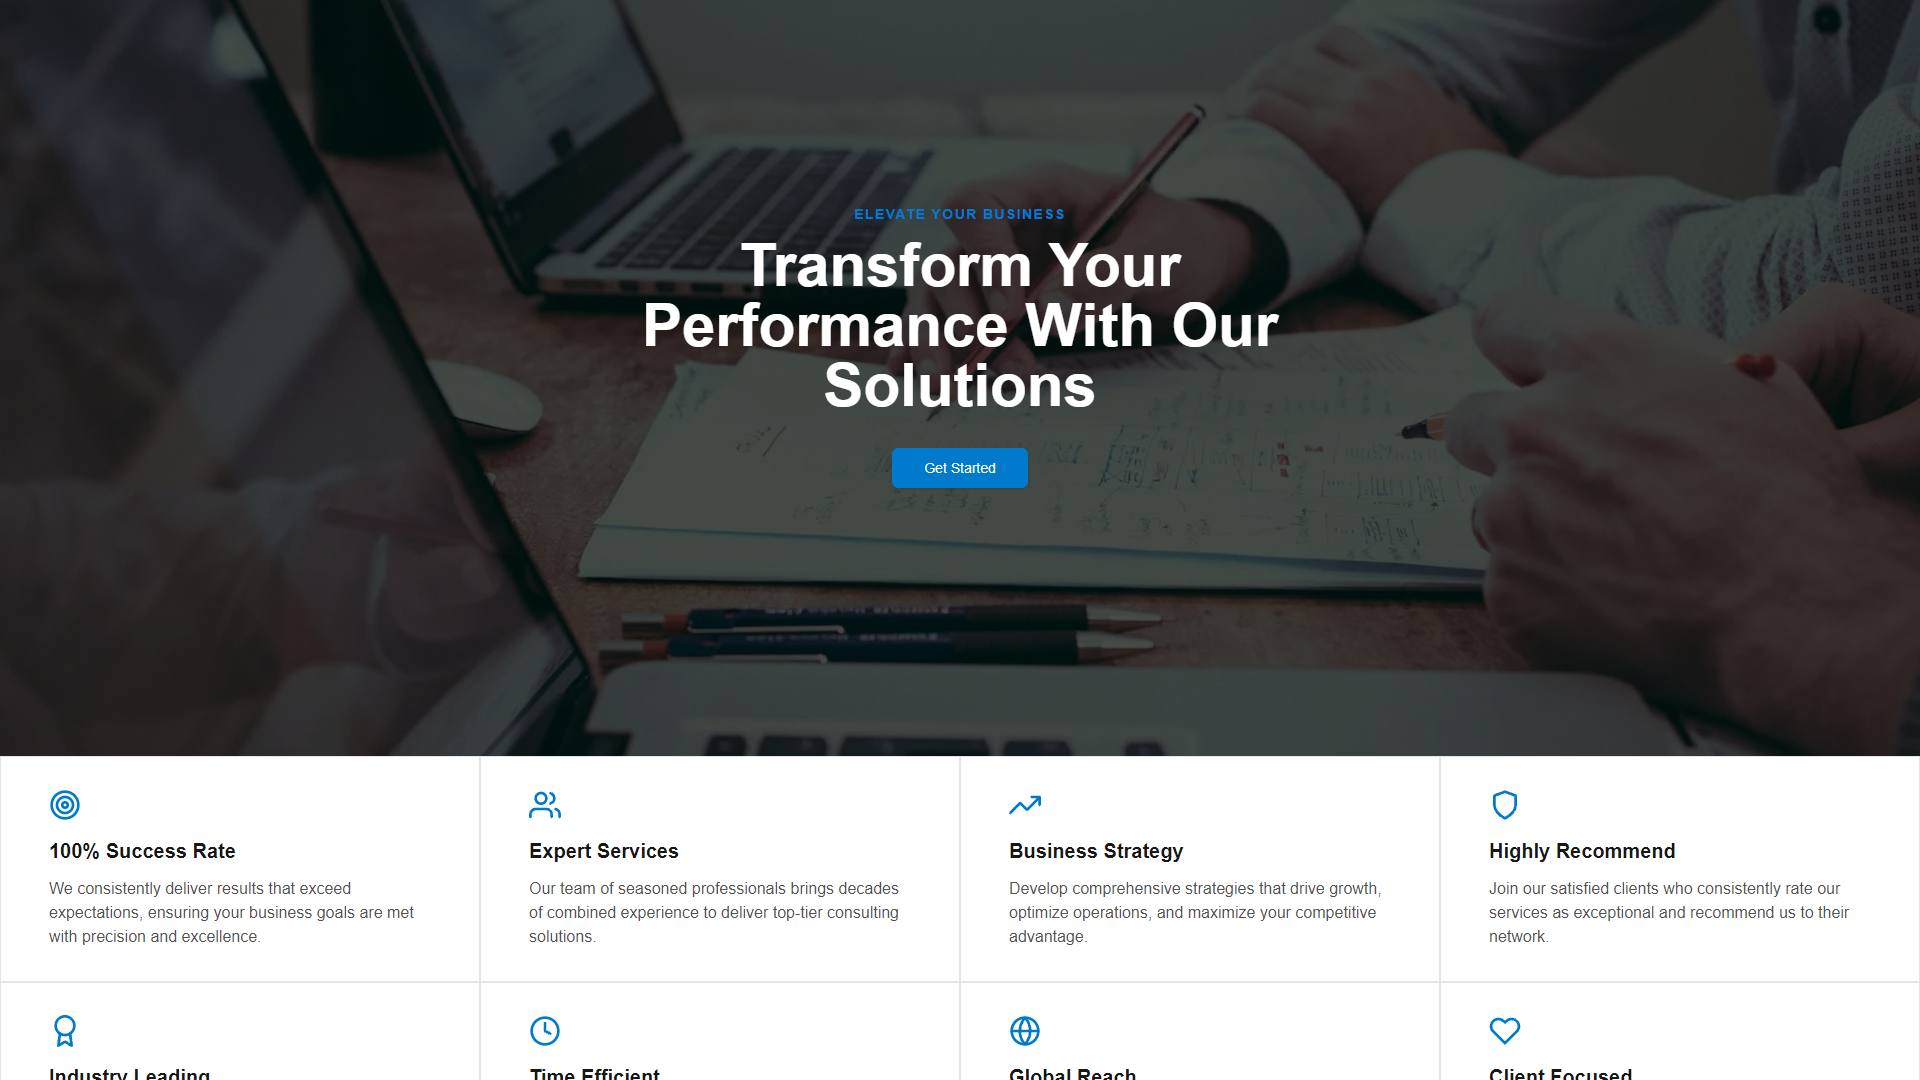 ELEVATE YOUR BUSINESS
Transform Your
Performance With Our
Solutions
Get Started
100% Success Rate
We consistently deliver results that exceed
expectations, ensuring your business goals are met
with precision and excellence.
Expert Services
Our team of seasoned professionals brings decades
of combined experience to deliver top-tier consulting
solutions.
Business Strategy
Develop comprehensive strategies that drive growth,
optimize operations, and maximize your competitive
advantage.
Highly Recommend
Join our satisfied clients who consistently rate our
services as exceptional and recommend us to their
network.
Industry Leading
Time Efficient
Global Reach
Client Focused